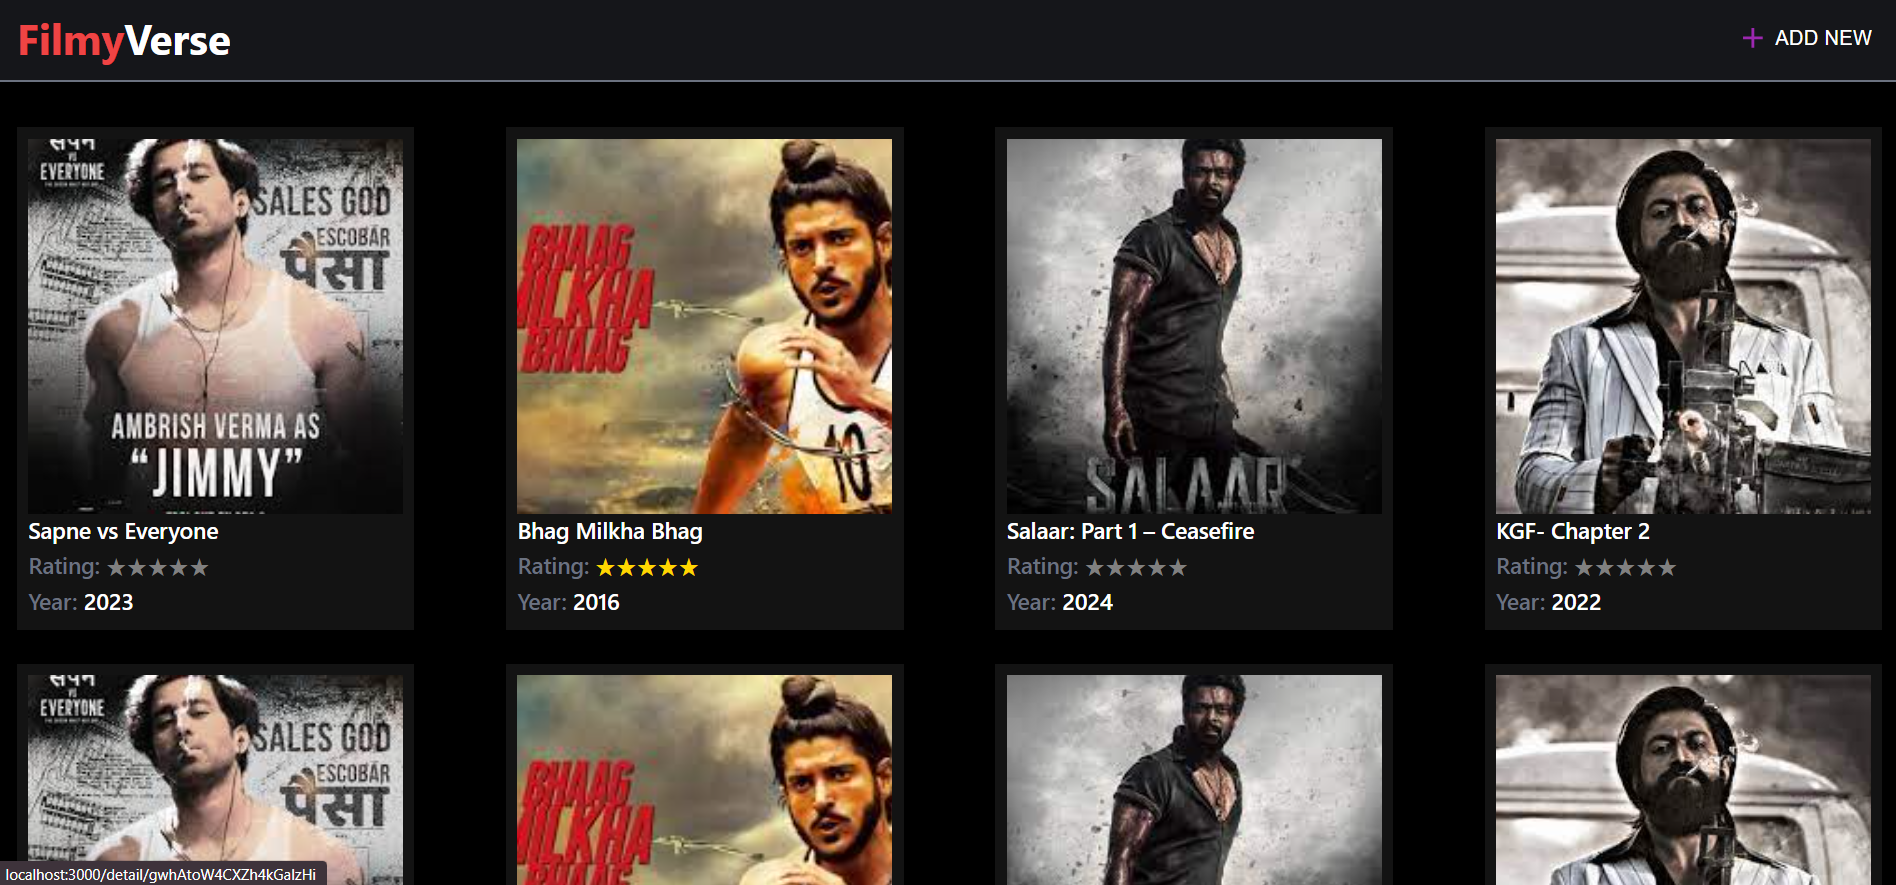 FilmyVerse
ADD NEW
सपने
VS
EVERYONE
SALES GOD
ESCOBAR
पैसा
AMBRISH VERMA AS
“JIMMY”
BHAAG
MILKHA
BHAAG
10
SALAAR
Sapne vs Everyone
Rating: ★★★★★
Year: 2023
Bhag Milkha Bhag
Rating: ★★★★★
Year: 2016
Salaar: Part 1 – Ceasefire
Rating: ★★★★★
Year: 2024
KGF- Chapter 2
Rating: ★★★★★
Year: 2022
सपने
VS
EVERYONE
SALES GOD
ESCOBAR
पैसा
BHAAG
MILKHA
localhost:3000/detail/gwhAtoW4CXZh4kGalzHi